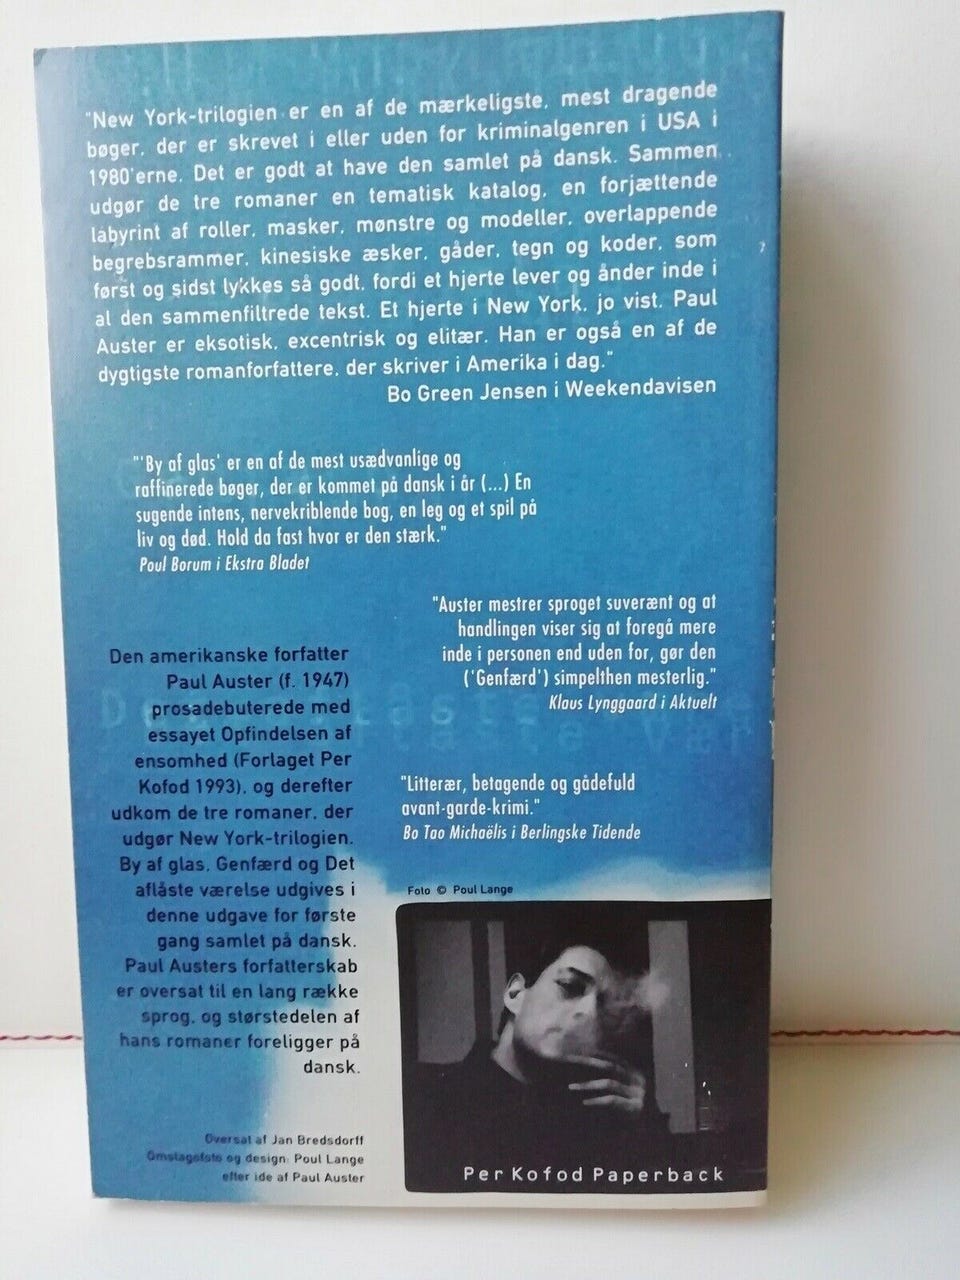 "New York-trilogien er en af de mærkeligste, mest dragende
bøger, der er skrevet i eller uden for kriminalgenren i USA i
1980'erne. Det er godt at have den samlet på dansk. Sammen
udgør de tre romaner en tematisk katalog, en forjættende
labyrint af roller, masker, mønstre og modeller, overlappende
begrebsrammer, kinesiske æsker, gåder, tegn og koder, som
først og sidst lykkes så godt, fordi et hjerte lever og ånder inde i
al den sammenfiltrede tekst. Et hjerte i New York, jo vist. Paul
Auster er eksotisk, excentrisk og elitær. Han er også en af de
dygtigste romanforfattere, der skriver i Amerika i dag."
Bo Green Jensen i Weekendavisen
"'By af glas' er en af de mest usædvanlige og
raffinerede bøger, der er kommet på dansk i år (...) En
sugende intens, nervekriblende bog, en leg og et spil på
liv og død. Hold da fast hvor er den stærk."
Poul Borum i Ekstra Bladet
"Auster mestrer sproget suverænt og at
handlingen viser sig at foregå mere
inde i personen end uden for, gør den
('Genfærd') simpelthen mesterlig."
Klaus Lynggaard i Aktuelt
"Litterær, betagende og gådefuld
avant-garde-krimi."
Bo Tao Michaëlis i Berlingske Tidende
Den amerikanske forfatter
Paul Auster (f. 1947)
prosadebuterede med
essayet Opfindelsen af
ensomhed (Forlaget Per
Kofod 1993), og derefter
udkom de tre romaner, der
udgør New York-trilogien.
By af glas, Genfærd og Det
aflåste værelse udgives i
denne udgave for første
gang samlet på dansk.
Paul Austers forfatterskab
er oversat til en lang række
sprog, og størstedelen af
hans romaner foreligger på
dansk.
Foto © Poul Lange
Oversat af Jan Bredsdorff
Omslagsfoto og design: Poul Lange
efter ide af Paul Auster
Per Kofod Paperback